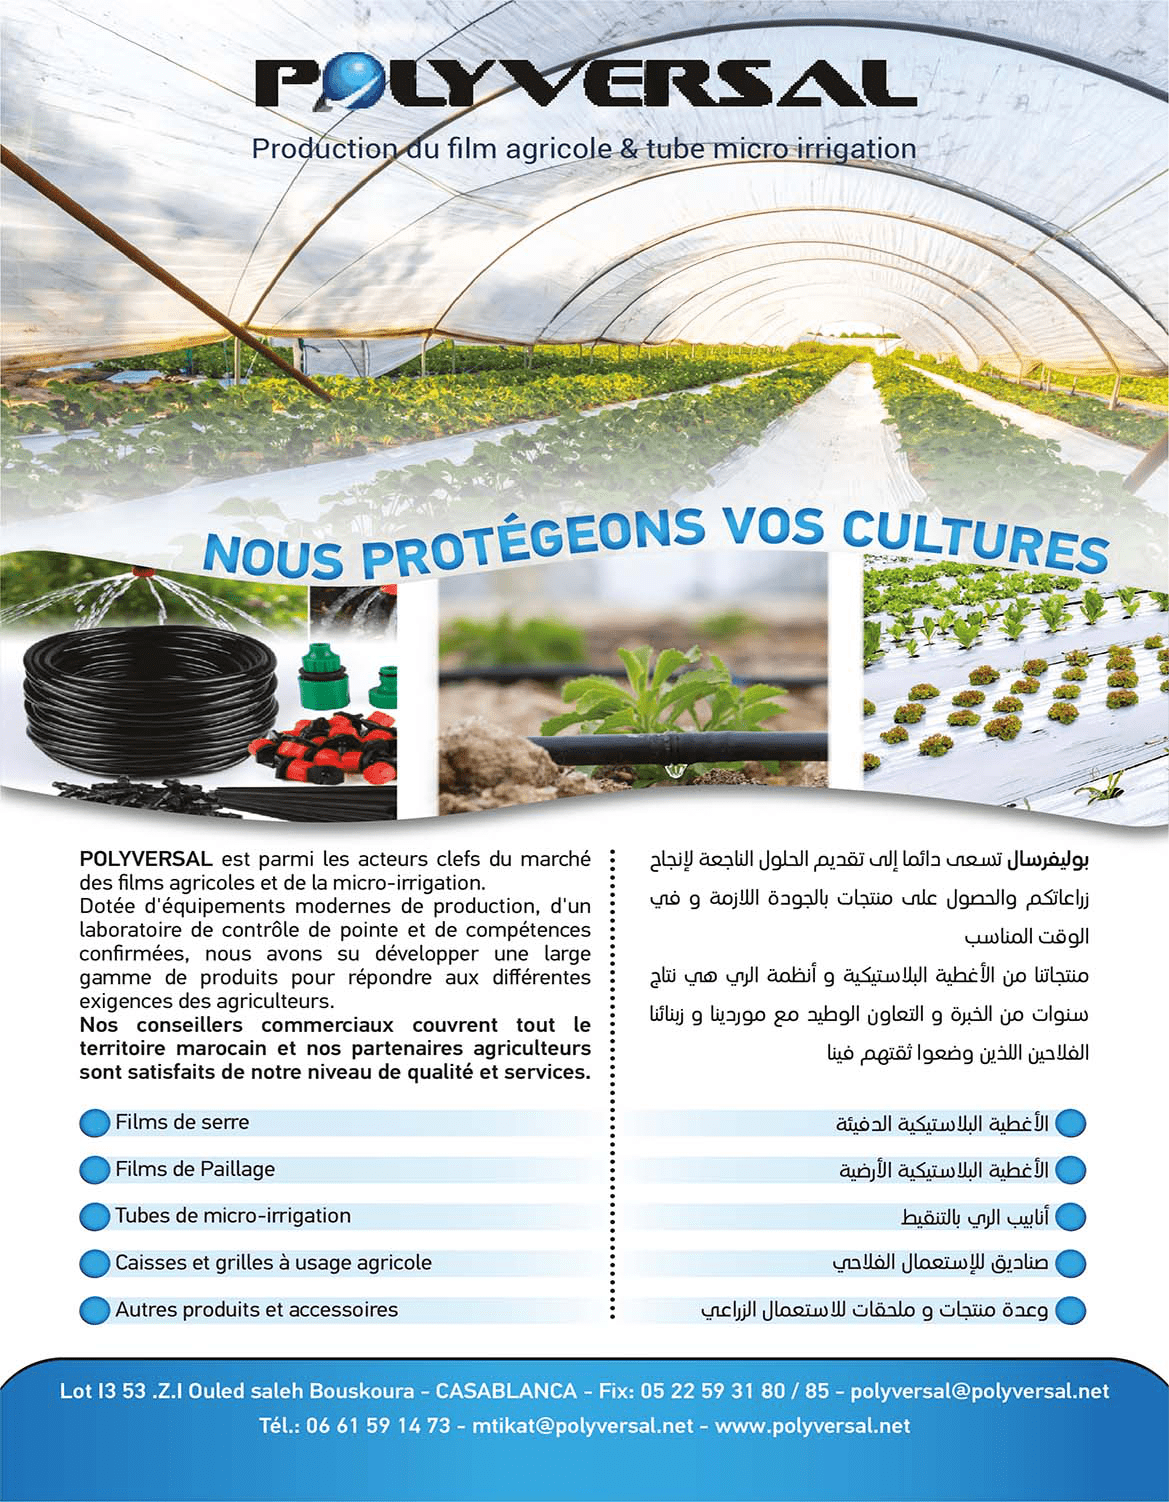 POLYVERSAL
Production du film agricole & tube micro irrigation
NOUS PROTÉGEONS VOS CULTURES
POLYVERSAL est parmi les acteurs clefs du marché
des films agricoles et de la micro-irrigation.
Dotée d'équipements modernes de production, d'un
laboratoire de contrôle de pointe et de compétences
confirmées, nous avons su développer une large
gamme de produits pour répondre aux différentes
exigences des agriculteurs.
Nos conseillers commerciaux couvrent tout le
territoire marocain et nos partenaires agriculteurs
sont satisfaits de notre niveau de qualité et services.
Films de serre
Films de Paillage
Tubes de micro-irrigation
Caisses et grilles à usage agricole
Autres produits et accessoires
بوليفرسال تسعى دائما إلى تقديم الحلول الناجعة لإنجاح
زراعاتكم والحصول على منتجات بالجودة اللازمة و في
الوقت المناسب
منتجاتنا من الأغطية البلاستيكية و أنظمة الري هي نتاج
سنوات من الخبرة و التعاون الوطيد مع موردينا و زبنائنا
الفلاحين اللذين وضعوا ثقتهم فينا
الأغطية البلاستيكية الدفيئة
الأغطية البلاستيكية الأرضية
أنابيب الري بالتنقيط
صناديق للإستعمال الفلاحي
وعدة منتجات و ملحقات للاستعمال الزراعي
Lot I3 53 .Z.I Ouled saleh Bouskoura - CASABLANCA - Fix: 05 22 59 31 80 / 85 - polyversal@polyversal.net
Tél.: 06 61 59 14 73 - mtikat@polyversal.net - www.polyversal.net